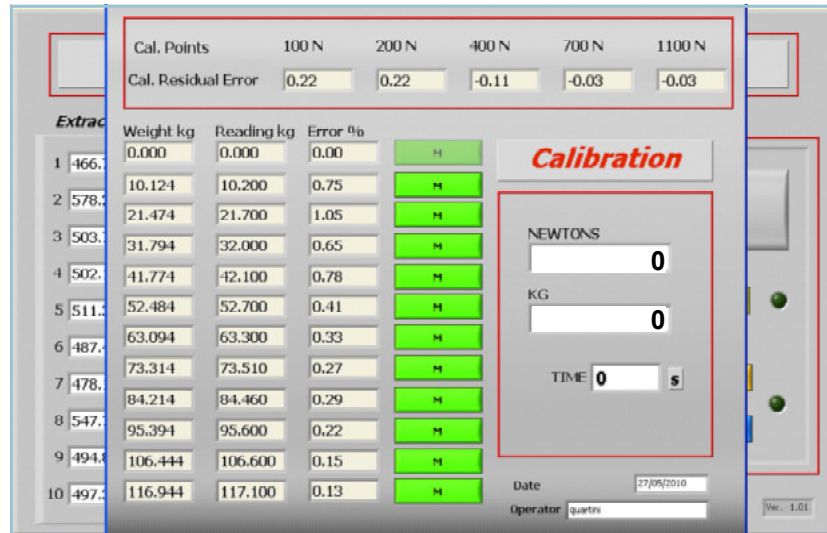 Cal. Points 100 N 200 N 400 N 700 N 1100 N
Cal. Residual Error 0.22 0.22 -0.11 -0.03 -0.03
Weight kg Reading kg Error %
0.000 0.000 0.00 M
10.124 10.200 0.75 M
21.474 21.700 1.05 M
31.794 32.000 0.65 M
41.774 42.100 0.78 M
52.484 52.700 0.41 M
63.094 63.300 0.33 M
73.314 73.510 0.27 M
84.214 84.460 0.29 M
95.394 95.600 0.22 M
106.444 106.600 0.15 M
116.944 117.100 0.13 M
Calibration
NEWTONS
0
KG
0
TIME 0 s
Date 27/05/2010
Operator quartini
1
2
3
4
5
6
7
8
9
10
Ver. 1.01